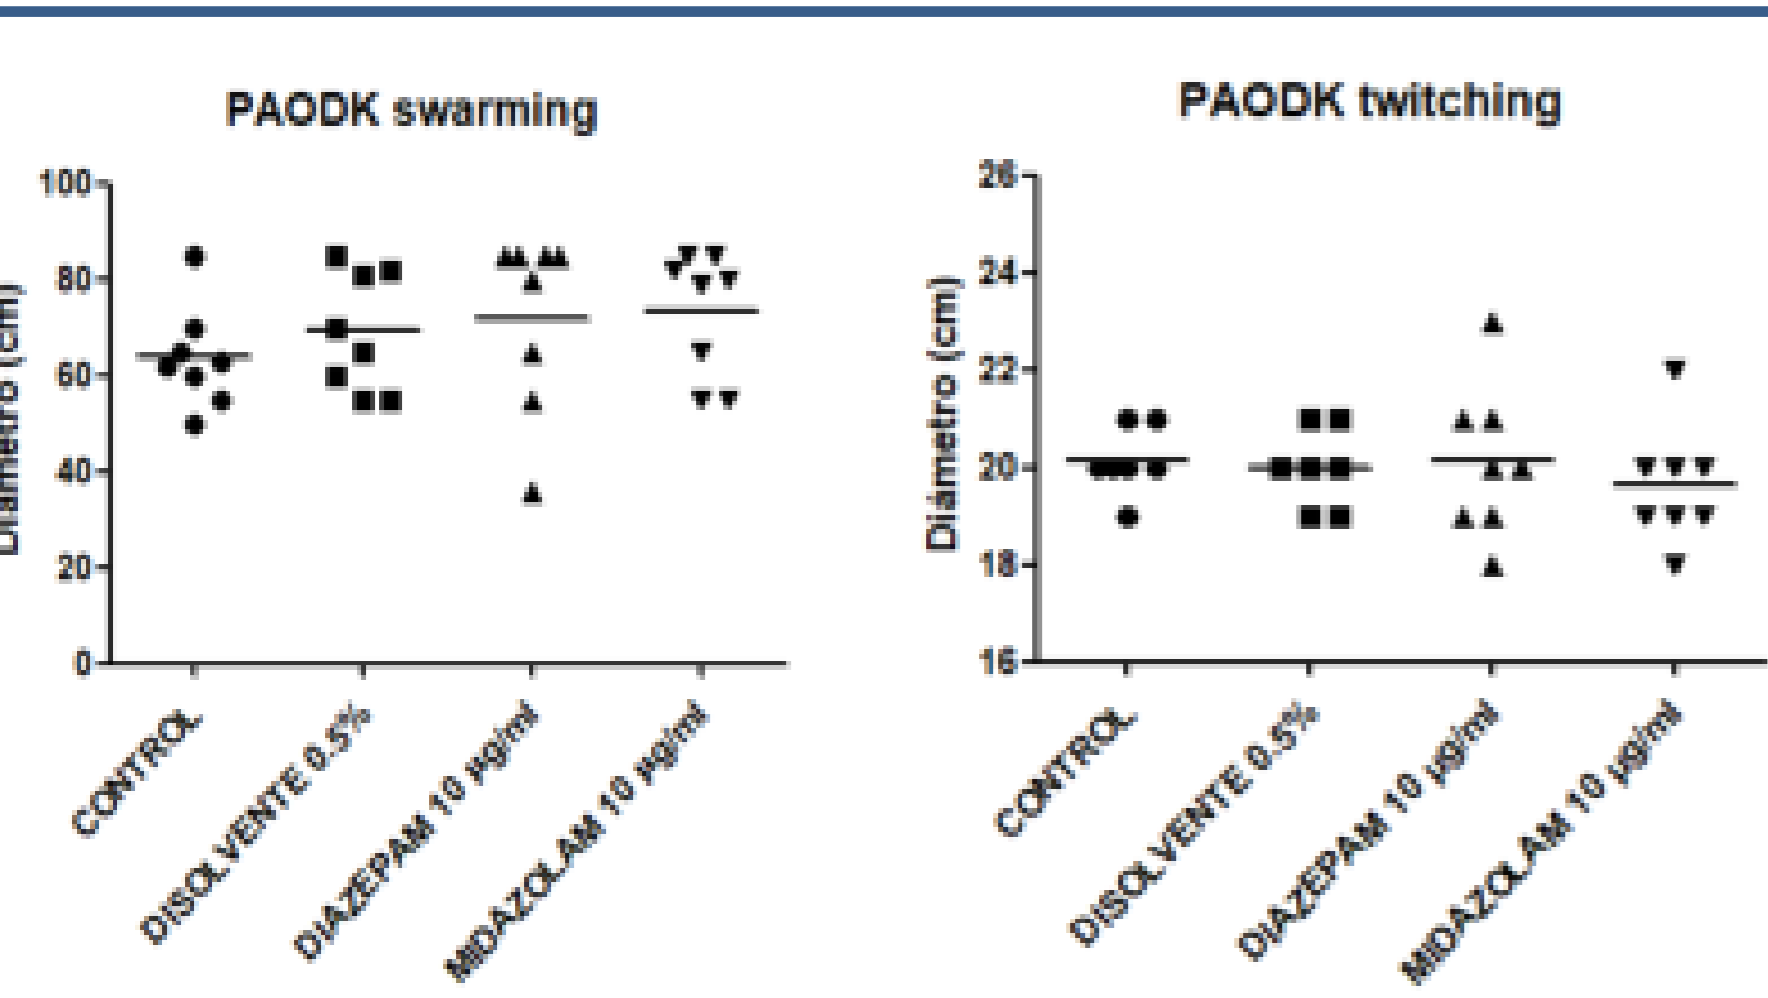 PAODK swarming
100
80
60
40
20
0
Diámetro (cm)
CONTROL
DISOLVENTE 0.5%
DIAZEPAM 10 µg/ml
MIDAZOLAM 10 µg/ml
PAODK twitching
26
24
22
20
18
16
Diámetro (cm)
CONTROL
DISOLVENTE 0.5%
DIAZEPAM 10 µg/ml
MIDAZOLAM 10 µg/ml